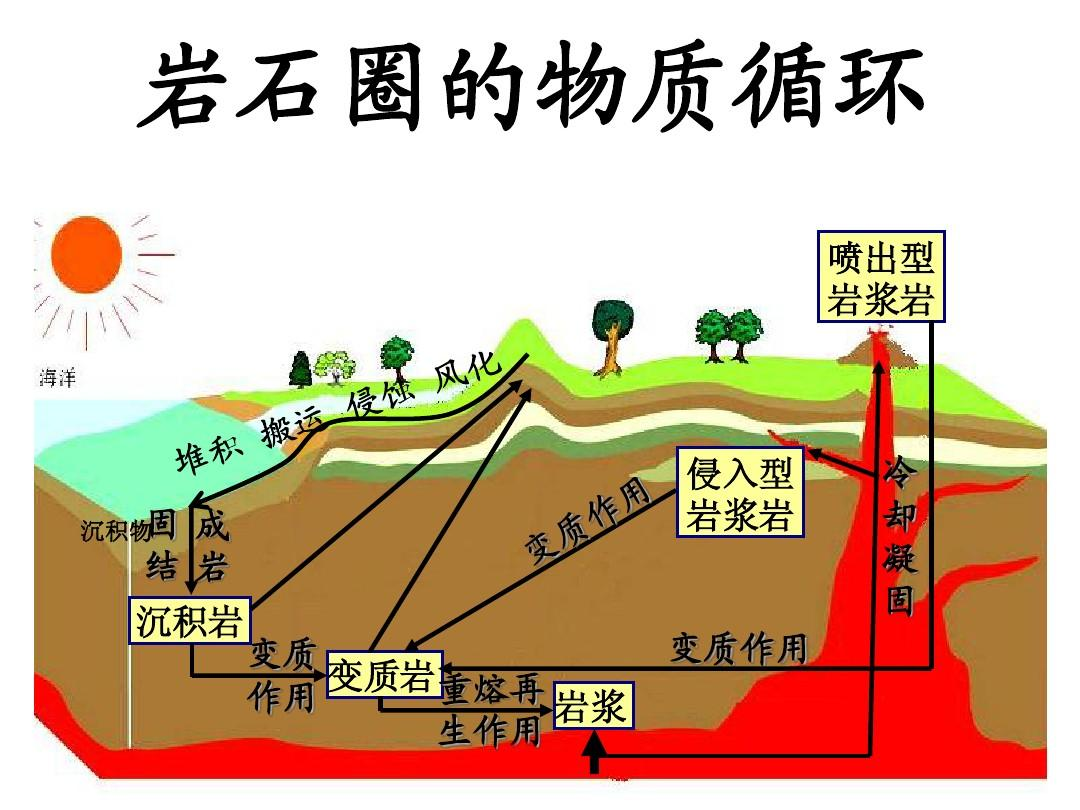 岩石圈的物质循环
喷出型
岩浆岩
海洋
风化
侵蚀
搬运
堆积
侵入型
岩浆岩
冷却凝固
变质作用
沉积物
固结
成岩
沉积岩
变质
作用
变质岩
变质作用
重熔再
生作用
岩浆